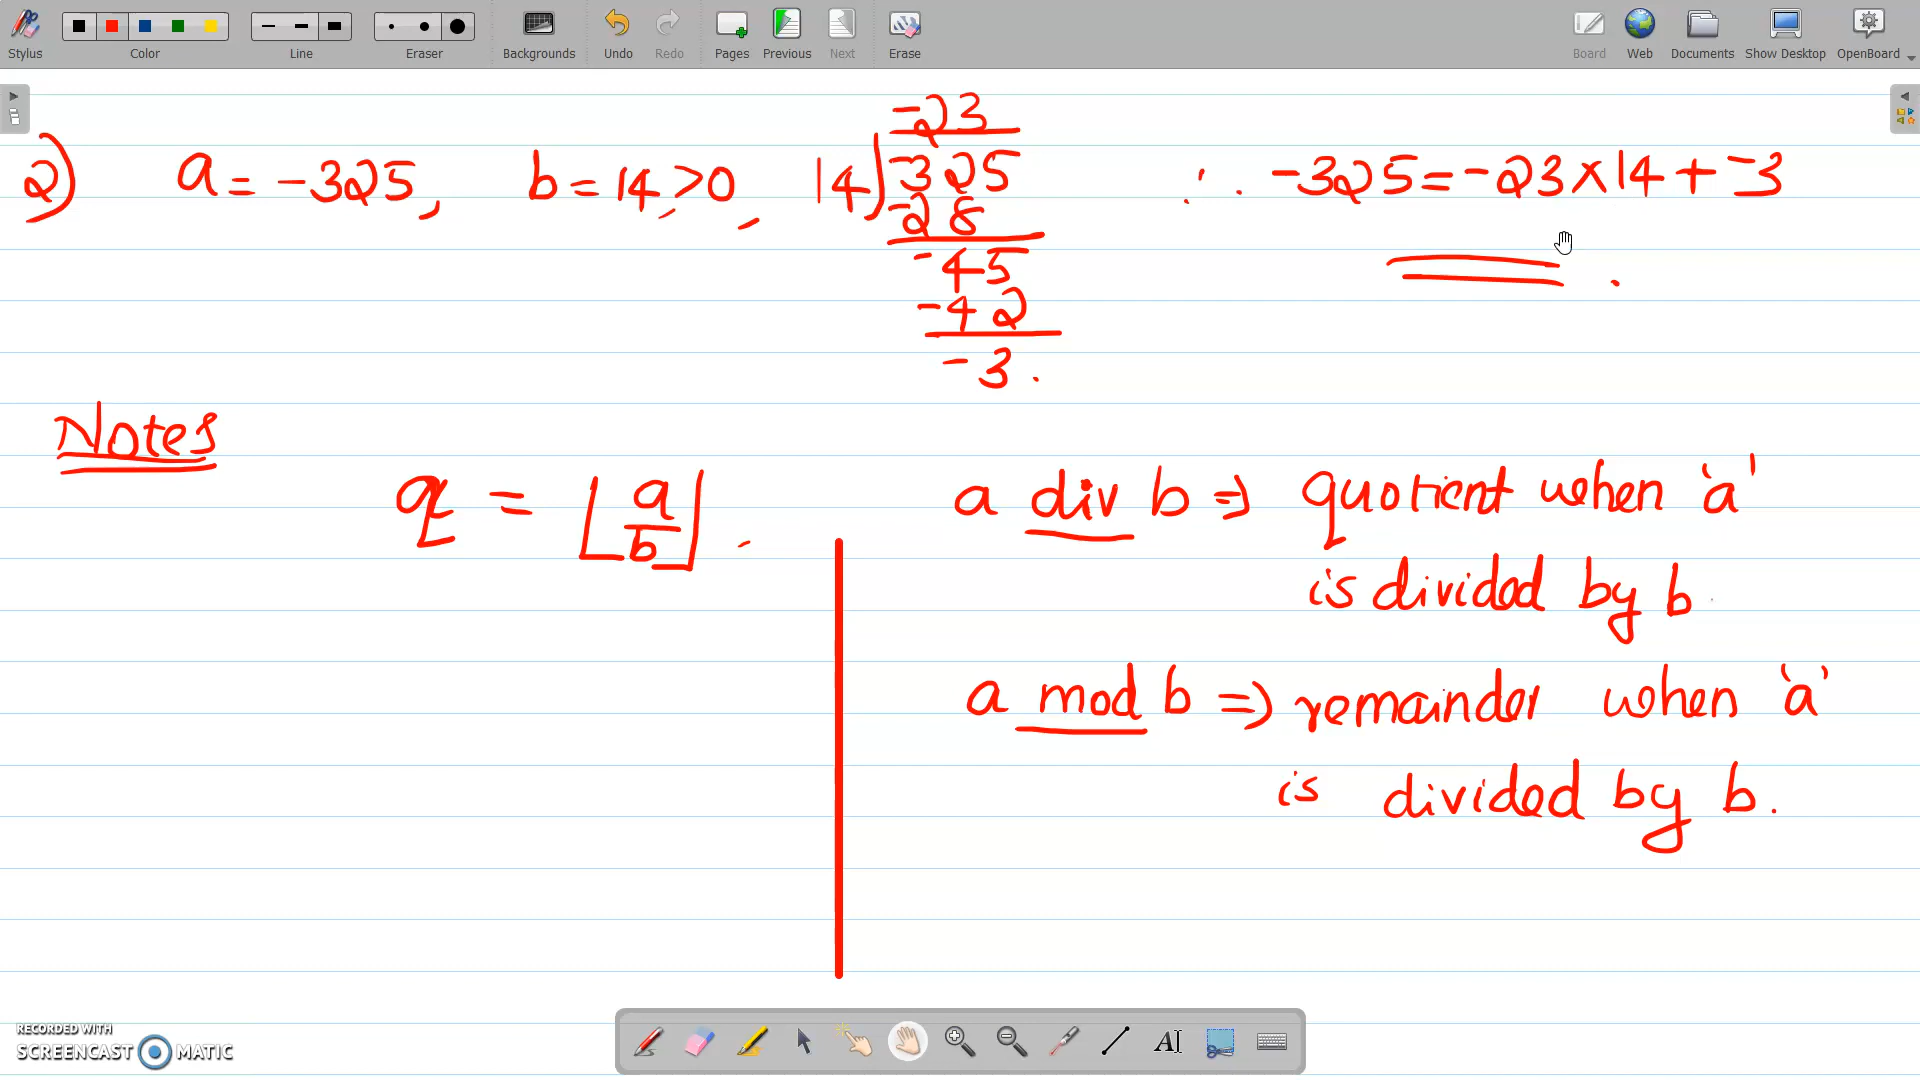 Stylus Color Line Eraser Backgrounds Undo Redo Pages Previous Next Erase Board Web Documents Show Desktop OpenBoard
2) a = -325, b = 14 > 0,
-23
14)-325
-28
-45
-42
-3.
∴ -325 = -23 × 14 + -3
Notes
q = ⌊a/b⌋.
a div b ⇒ quotient when 'a'
is divided by b.
a mod b ⇒ remainder when 'a'
is divided by b.
RECORDED WITH
SCREENCAST MATIC